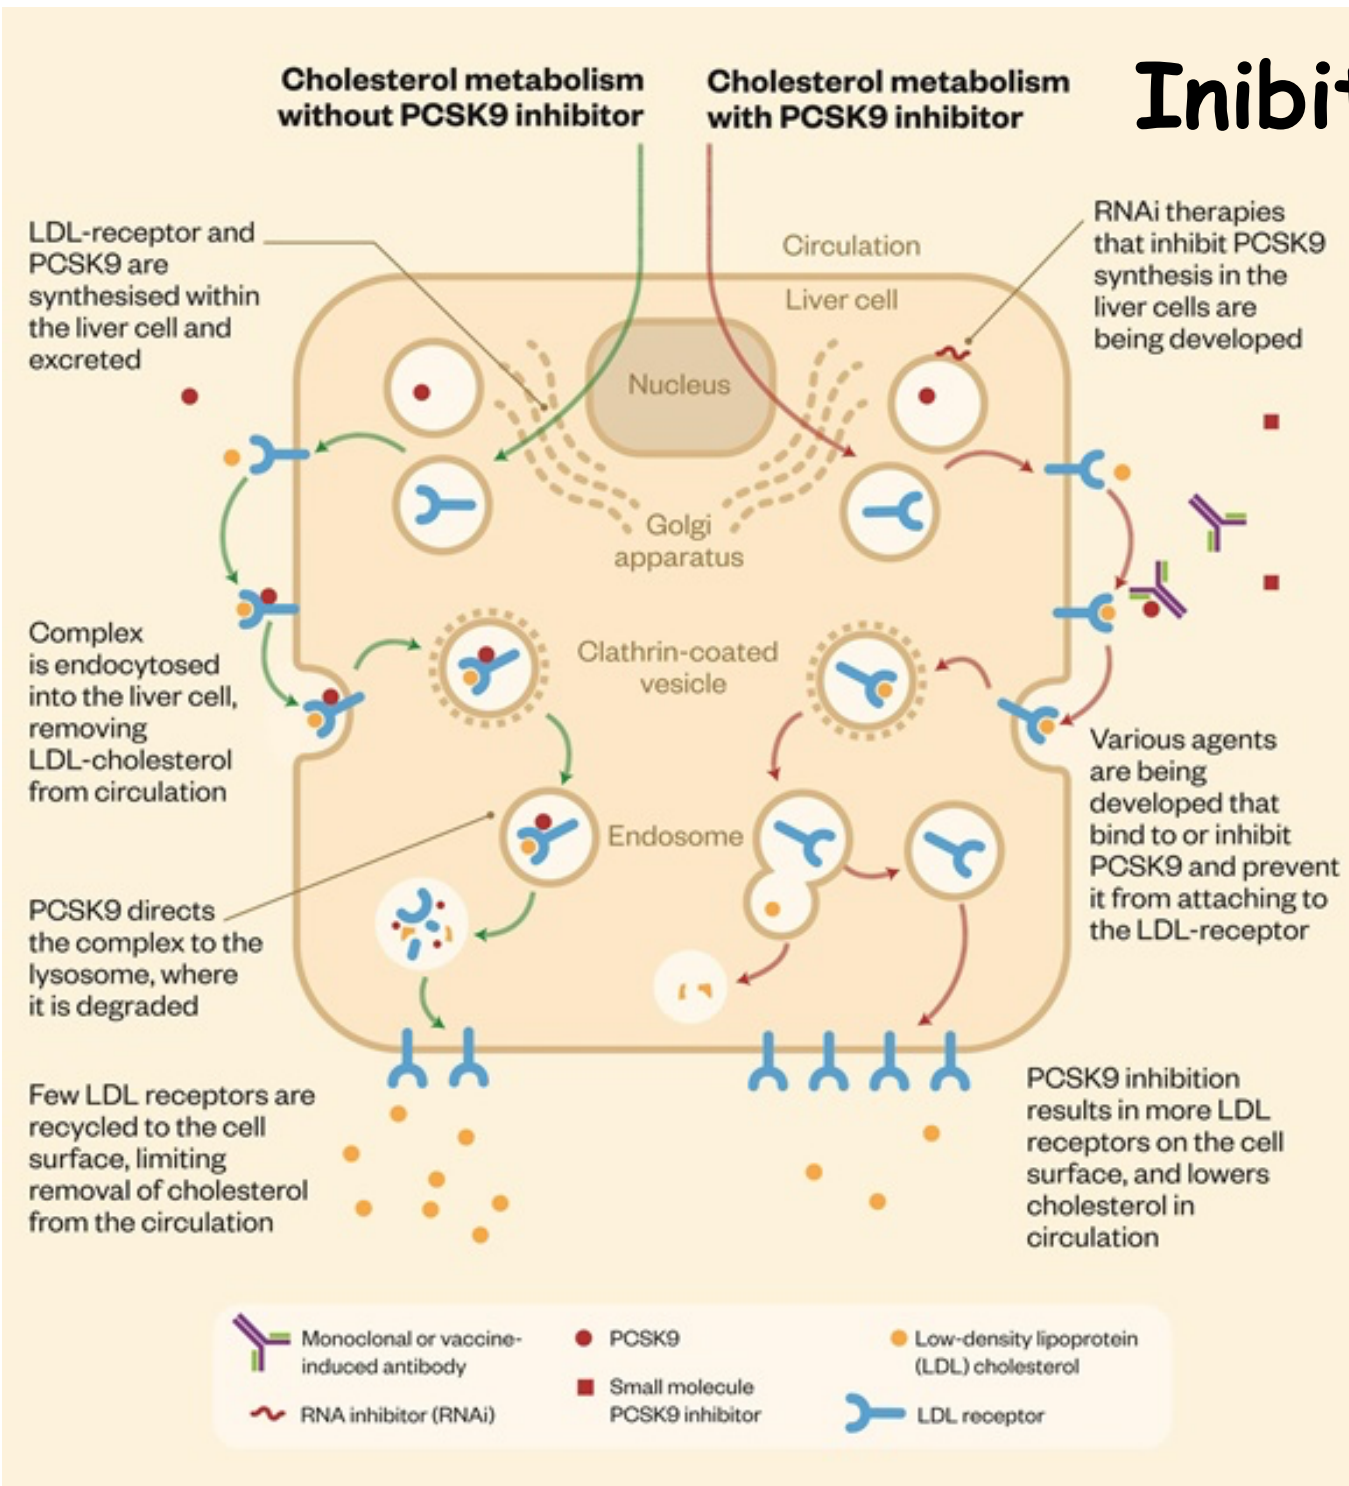 Cholesterol metabolism
without PCSK9 inhibitor
Cholesterol metabolism
with PCSK9 inhibitor
Inibit
LDL-receptor and
PCSK9 are
synthesised within
the liver cell and
excreted
Circulation
Liver cell
RNAi therapies
that inhibit PCSK9
synthesis in the
liver cells are
being developed
Nucleus
Golgi
apparatus
Complex
is endocytosed
into the liver cell,
removing
LDL-cholesterol
from circulation
Clathrin-coated
vesicle
Various agents
are being
developed that
bind to or inhibit
PCSK9 and prevent
it from attaching to
the LDL-receptor
Endosome
PCSK9 directs
the complex to the
lysosome, where
it is degraded
Few LDL receptors are
recycled to the cell
surface, limiting
removal of cholesterol
from the circulation
PCSK9 inhibition
results in more LDL
receptors on the cell
surface, and lowers
cholesterol in
circulation
Monoclonal or vaccine-
induced antibody
RNA inhibitor (RNAi)
PCSK9
Small molecule
PCSK9 inhibitor
Low-density lipoprotein
(LDL) cholesterol
LDL receptor